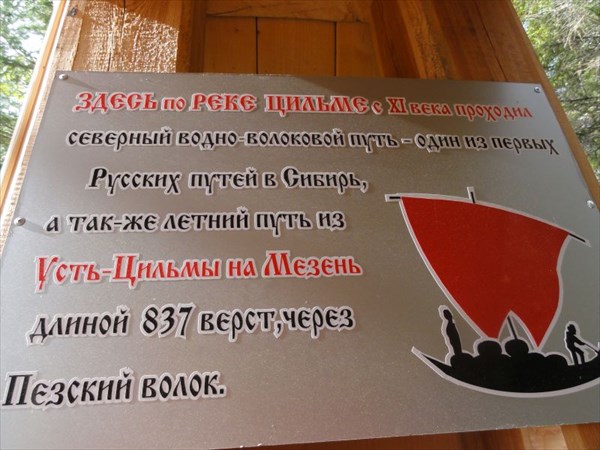 ЗДЕСЬ по РЕКЕ ЦИЛЬМЕ с XI века проходил
северный водно-волоковой путь - один из первых
Русских путей в Сибирь,
а так-же летний путь из
Усть-Цильмы на Мезень
длиной 837 верст,через
Пезский волок.